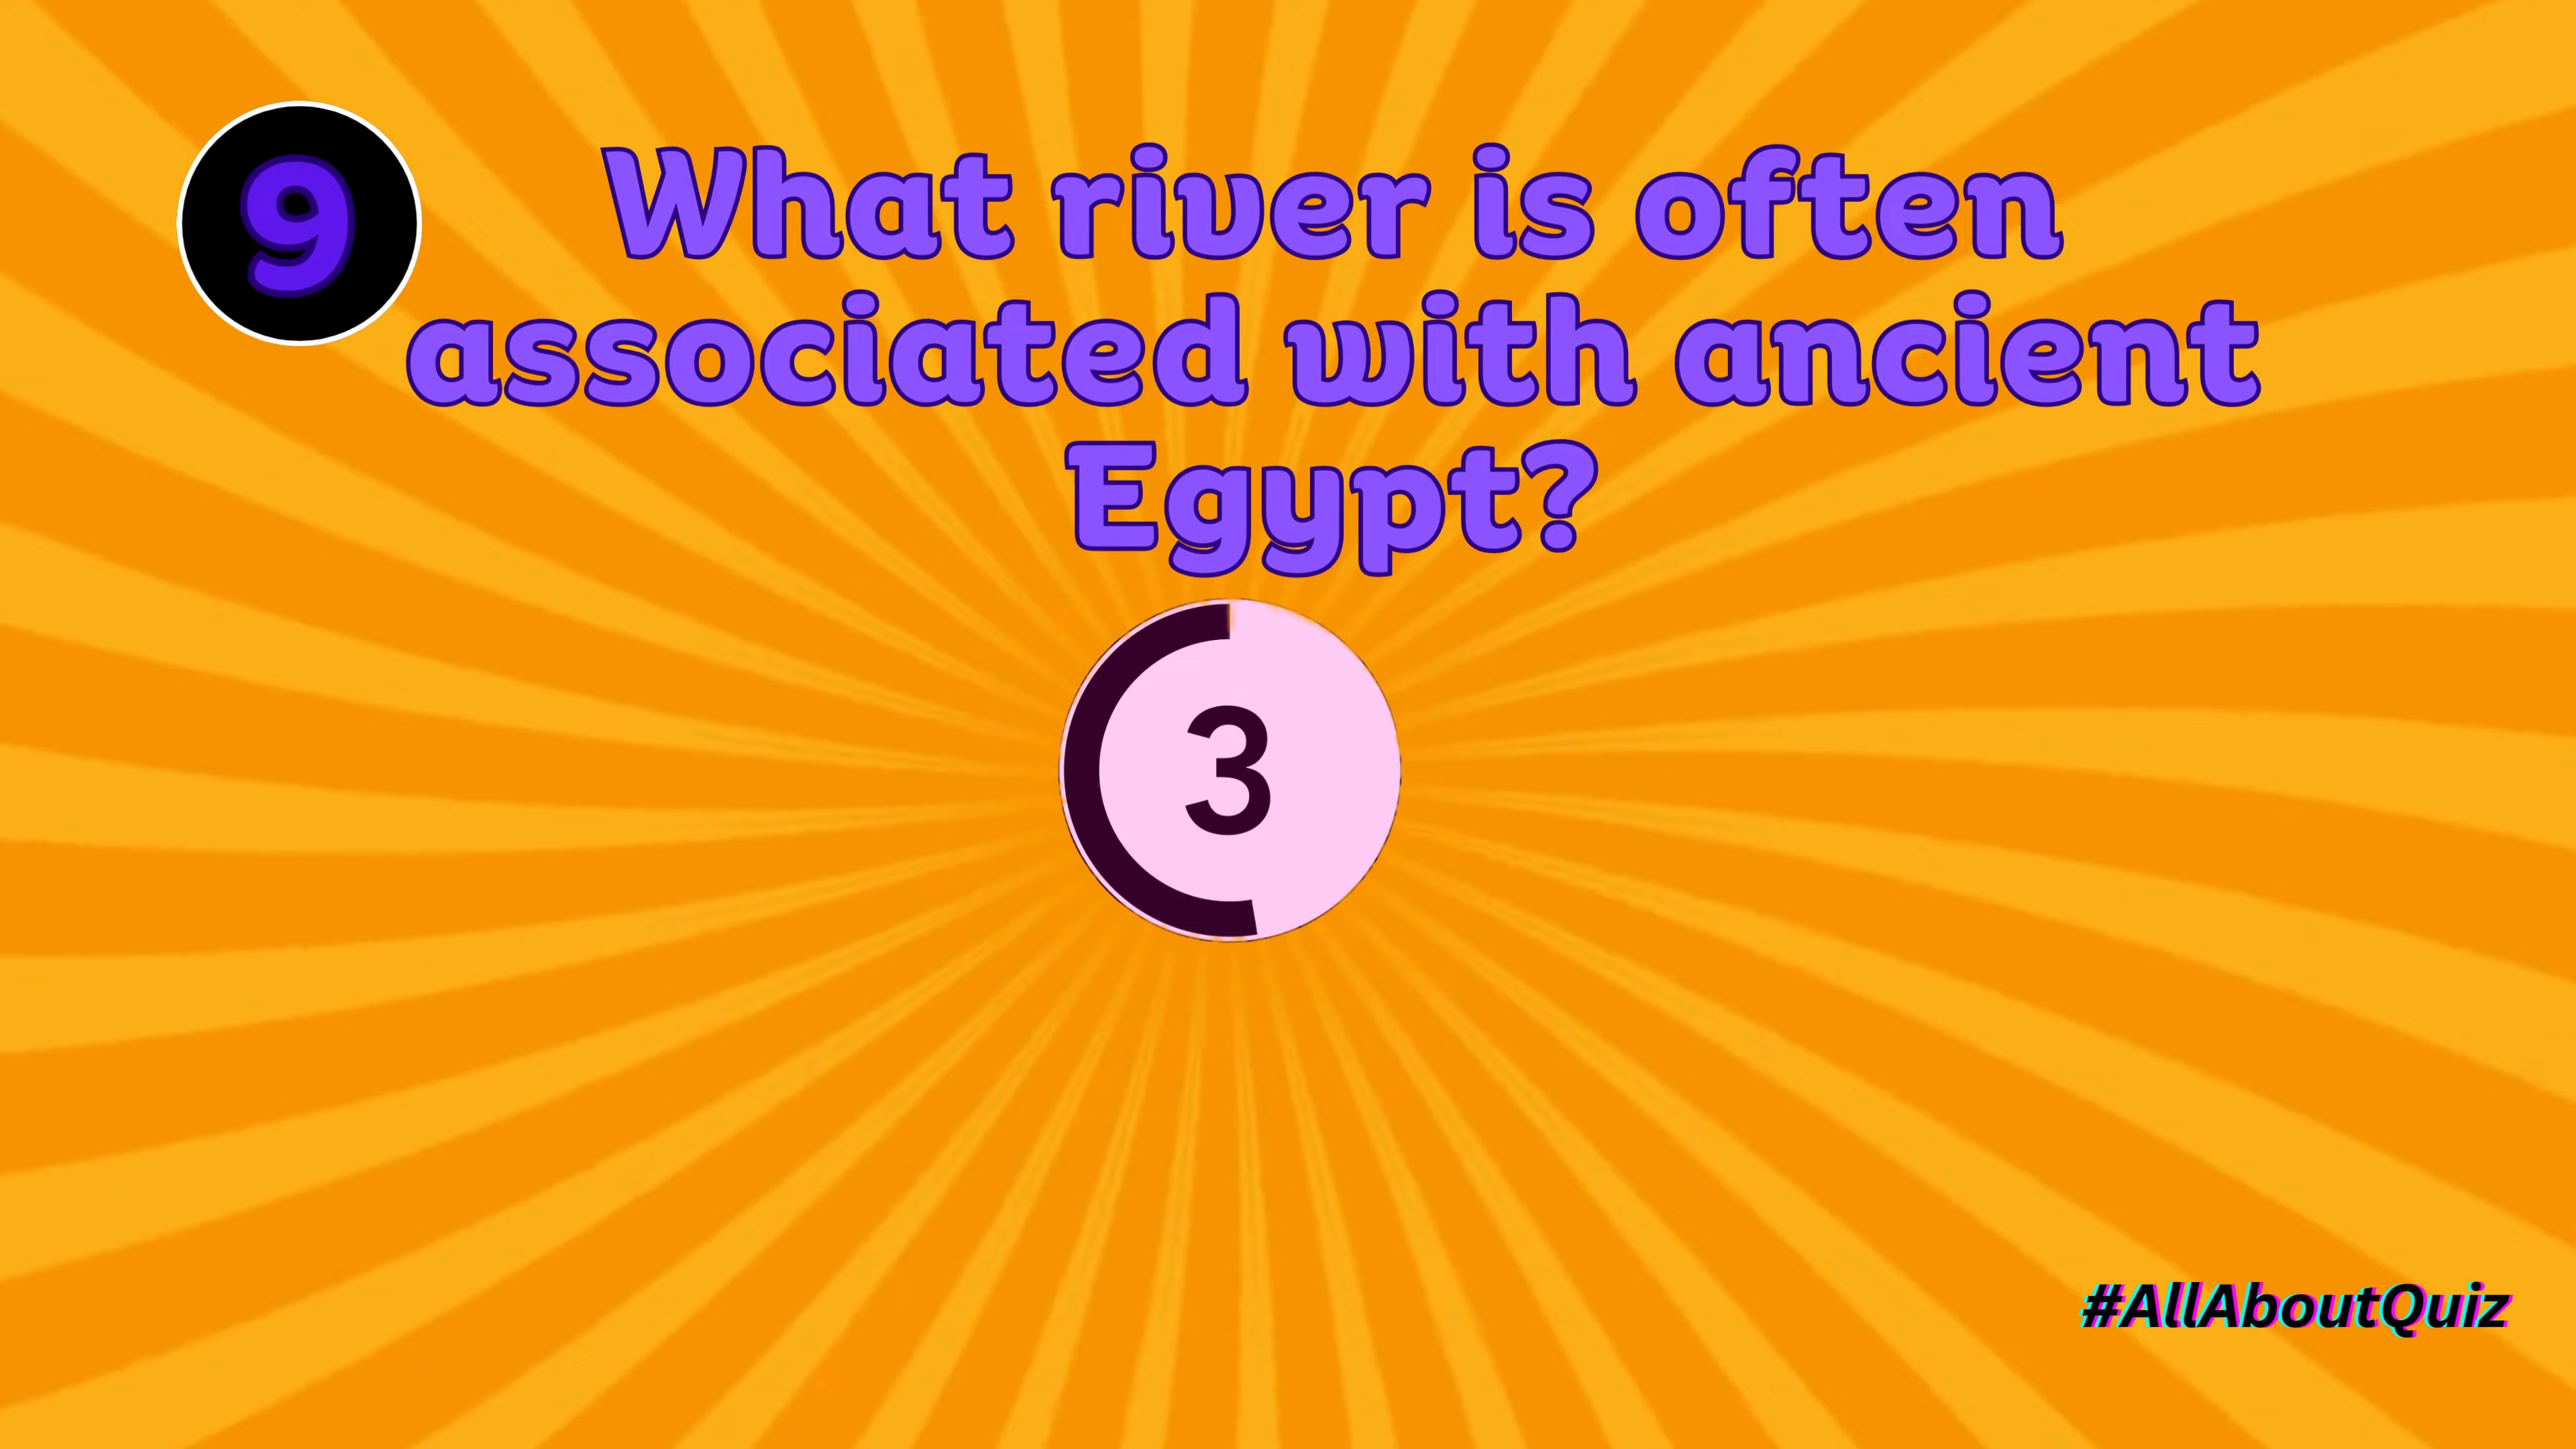 9
What river is often
associated with ancient
Egypt?
3
#AllAboutQuiz